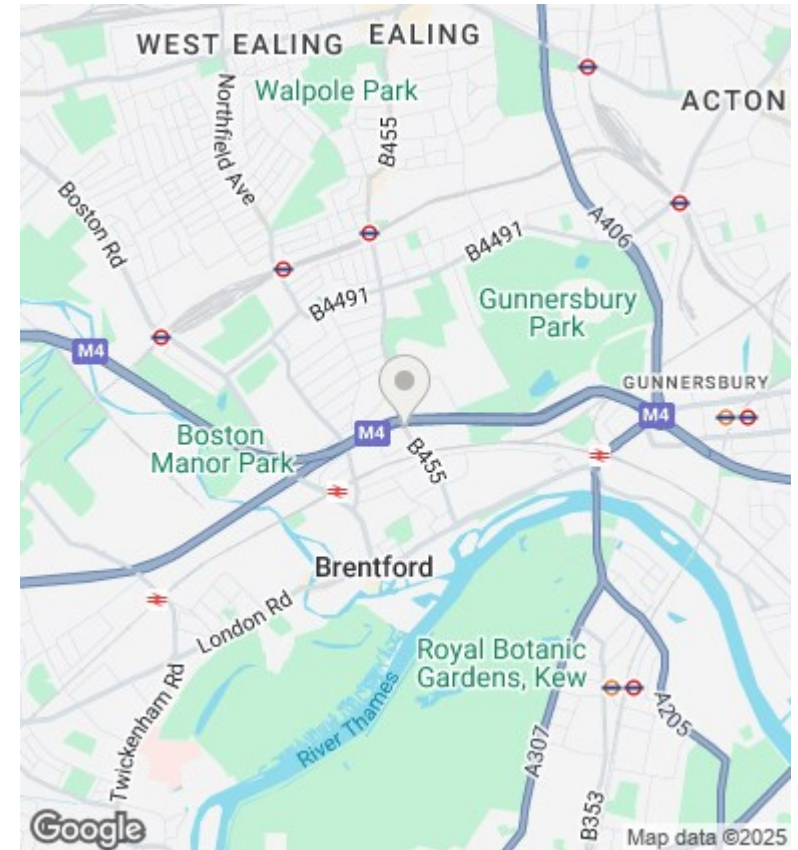 WEST EALING
EALING
Walpole Park
ACTON
Northfield Ave
B455
Boston Rd
A406
B4491
B4491
Gunnersbury
Park
M4
GUNNERSBURY
M4
M4
Boston
Manor Park
B455
Brentford
London Rd
Royal Botanic
Gardens, Kew
River Thames
Twickenham Rd
A307
A205
B353
Google
Map data ©2025